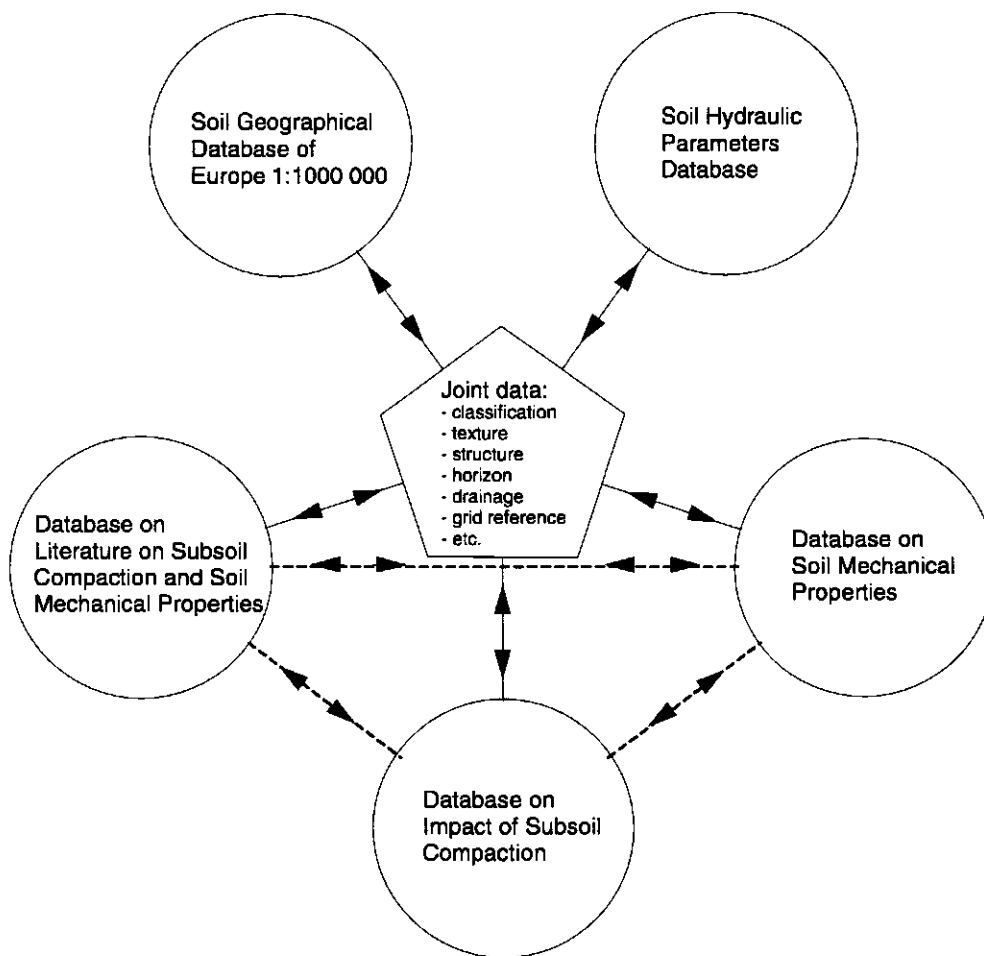 Soil Geographical
Database of
Europe 1:1000 000
Soil Hydraulic
Parameters
Database
Joint data:
- classification
- texture
- structure
- horizon
- drainage
- grid reference
- etc.
Database on
Literature on Subsoil
Compaction and Soil
Mechanical Properties
Database on
Soil Mechanical
Properties
Database on
Impact of Subsoil
Compaction